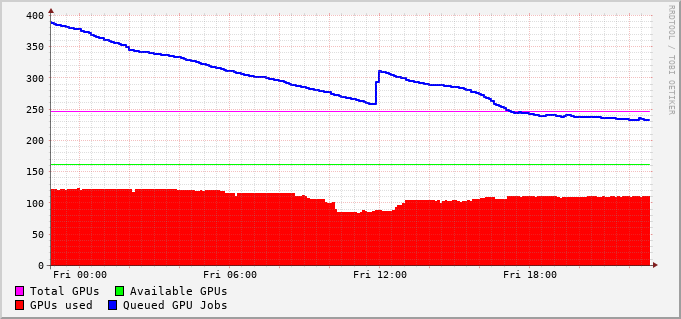 RRDTOOL / TOBI OETIKER
400
350
300
250
200
150
100
50
0
Fri 00:00 Fri 06:00 Fri 12:00 Fri 18:00
Total GPUs Available GPUs
GPUs used Queued GPU Jobs